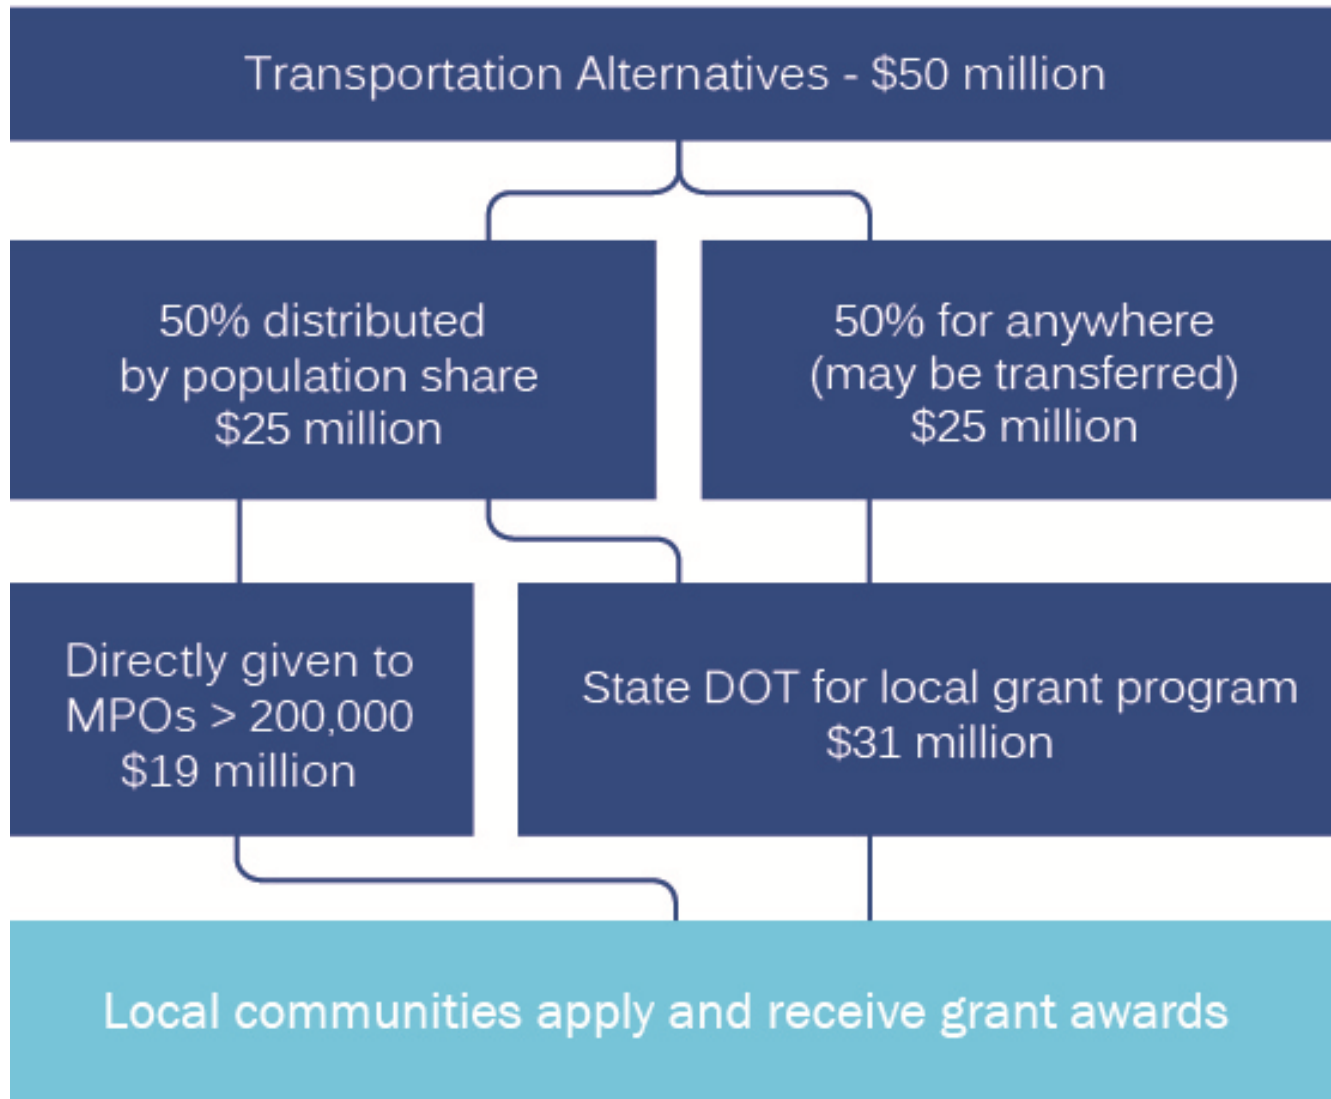 Transportation Alternatives - $50 million
50% distributed
by population share
$25 million
50% for anywhere
(may be transferred)
$25 million
Directly given to
MPOs > 200,000
$19 million
State DOT for local grant program
$31 million
Local communities apply and receive grant awards